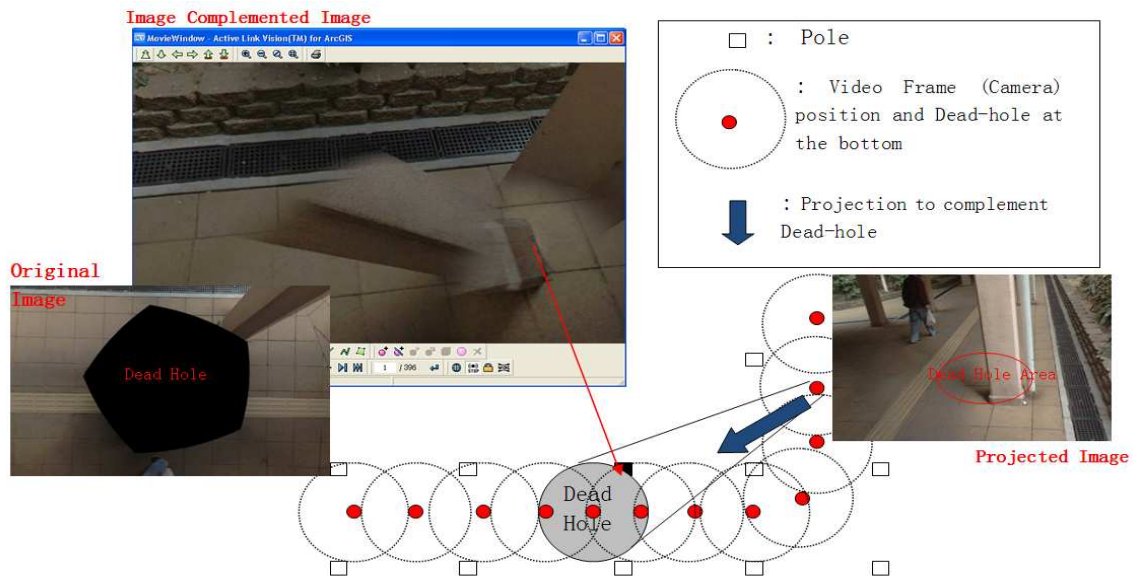 Image Complemented Image
MovieWindow - Active Link Vision(TM) for ArcGIS
: Pole
: Video Frame (Camera)
position and Dead-hole at
the bottom
: Projection to complement
Dead-hole
Original
Image
Dead Hole
1 / 396
STOP
Dead Hole Area
Projected Image
Dead
Hole